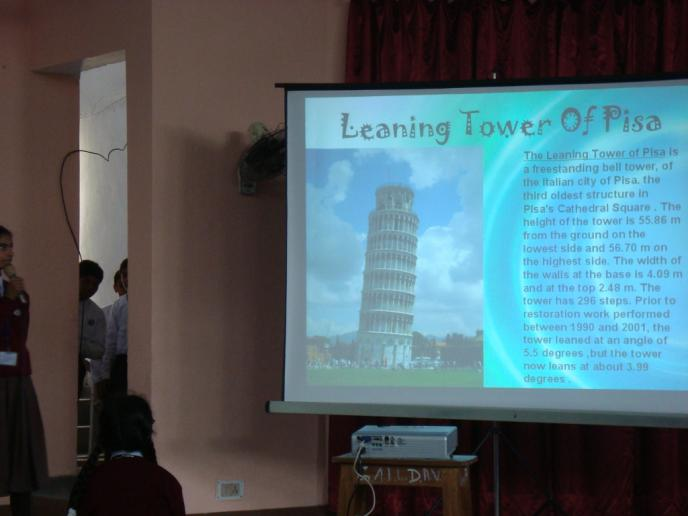 Leaning Tower Of Pisa
The Leaning Tower of Pisa is
a freestanding bell tower, of
the Italian city of Pisa. the
third oldest structure in
Pisa's Cathedral Square . The
height of the tower is 55.86 m
from the ground on the
lowest side and 56.70 m on
the highest side. The width of
the walls at the base is 4.09 m
and at the top 2.48 m. The
tower has 296 steps. Prior to
restoration work performed
between 1990 and 2001, the
tower leaned at an angle of
5.5 degrees ,but the tower
now leans at about 3.99
degrees .